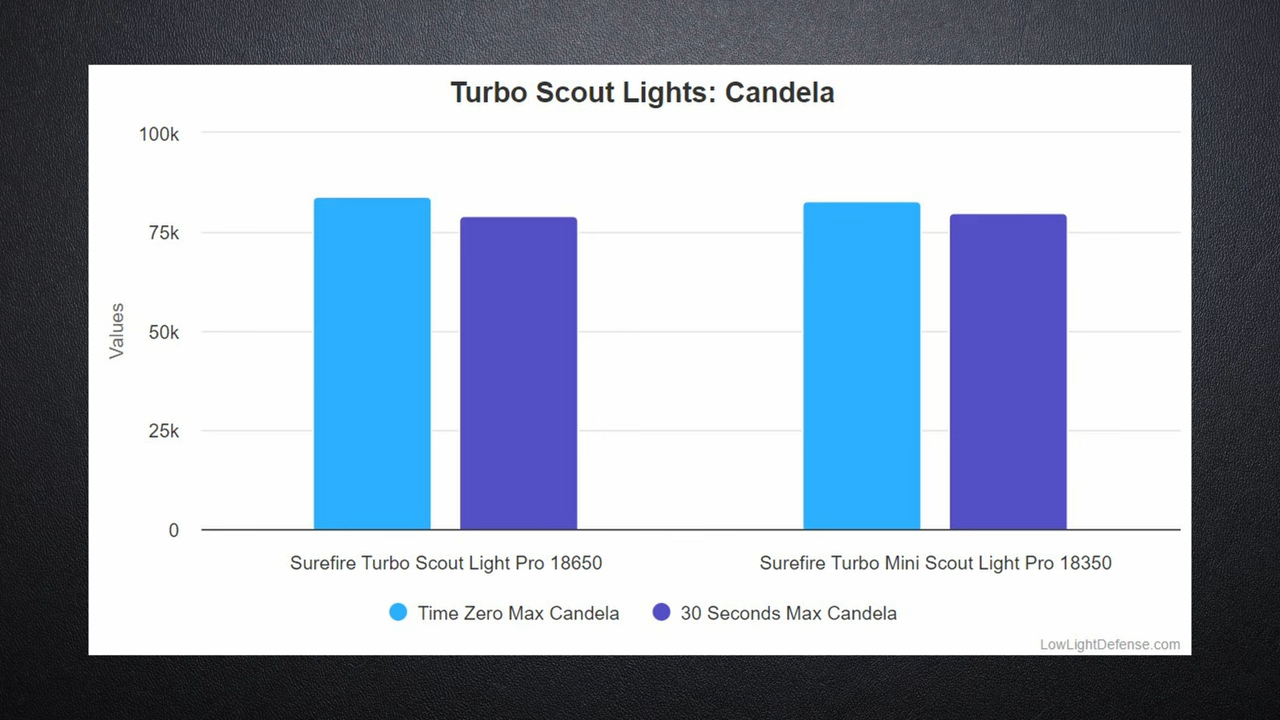 Turbo Scout Lights: Candela
100k
75k
50k
25k
0
Values
Surefire Turbo Scout Light Pro 18650
Surefire Turbo Mini Scout Light Pro 18350
Time Zero Max Candela
30 Seconds Max Candela
LowLightDefense.com